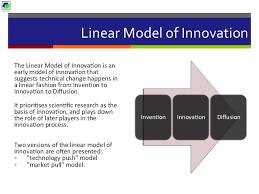 Linear Model of Innovation
The Linear Model of Innovation is an
early model of innovation that
suggests technical change happens in
a linear fashion from Invention to
Innovation to Diffusion.
It prioritises scientific research as the
basis of innovation, and plays down
the role of later players in the
innovation process.
Two versions of the linear model of
innovation are often presented:
• "technology push" model
• "market pull" model.
Invention
Innovation
Diffusion